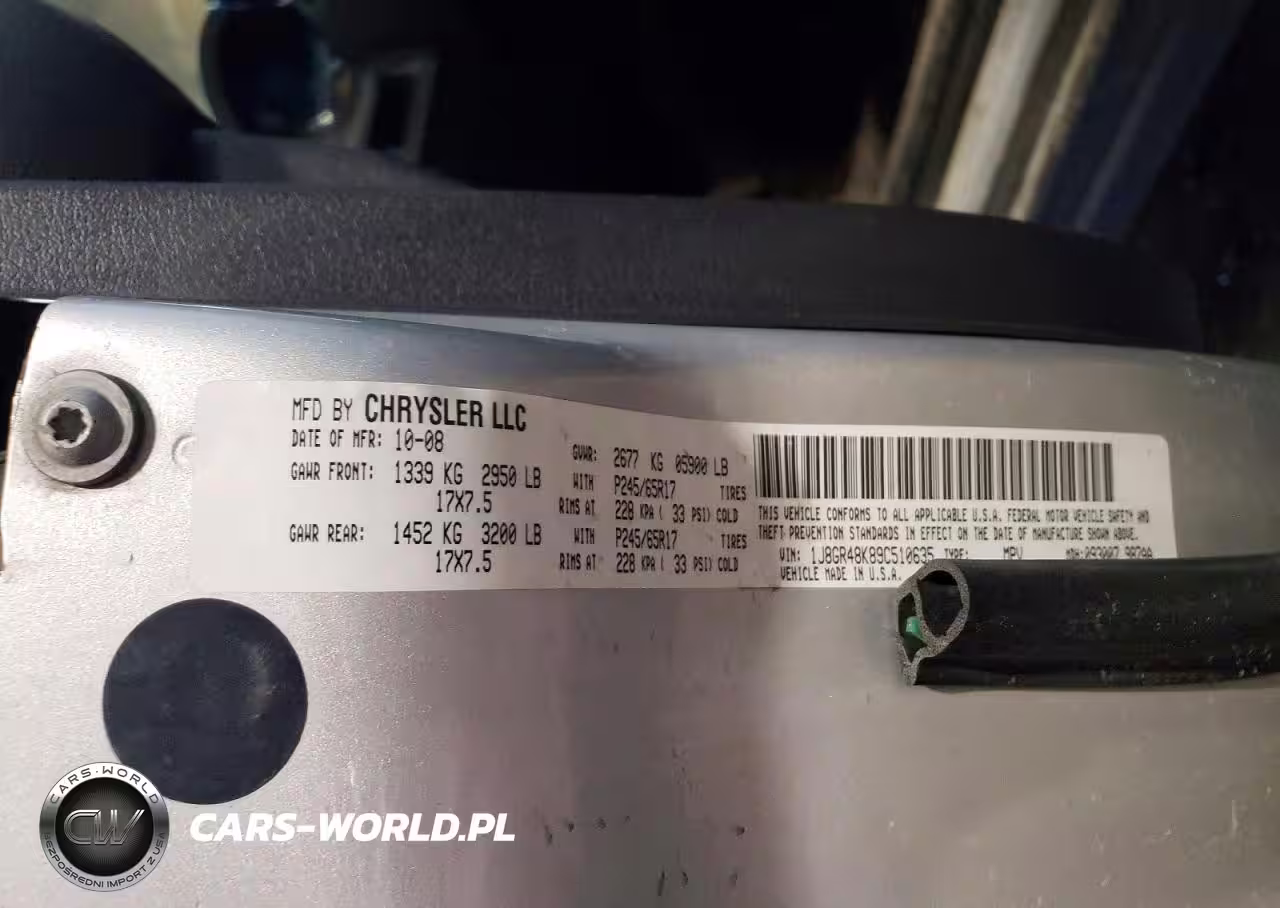 MFD BY CHRYSLER LLC
DATE OF MFR: 10-08
GVWR: 2677 KG 05900 LB
GAWR FRONT: 1339 KG 2950 LB WITH P245/65R17 TIRES
17X7.5 RIMS AT 228 KPA ( 33 PSI) COLD
GAWR REAR: 1452 KG 3200 LB WITH P245/65R17 TIRES
17X7.5 RIMS AT 228 KPA ( 33 PSI) COLD
THIS VEHICLE CONFORMS TO ALL APPLICABLE U.S.A. FEDERAL MOTOR VEHICLE SAFETY AND
THEFT PREVENTION STANDARDS IN EFFECT ON THE DATE OF MANUFACTURE SHOWN ABOVE.
VIN: 1J8GR48K89C510635 TYPE: MPV MDH:
VEHICLE MADE IN U.S.A.
CARS-WORLD
CW
BEZPOŚREDNI IMPORT Z USA
CARS-WORLD.PL